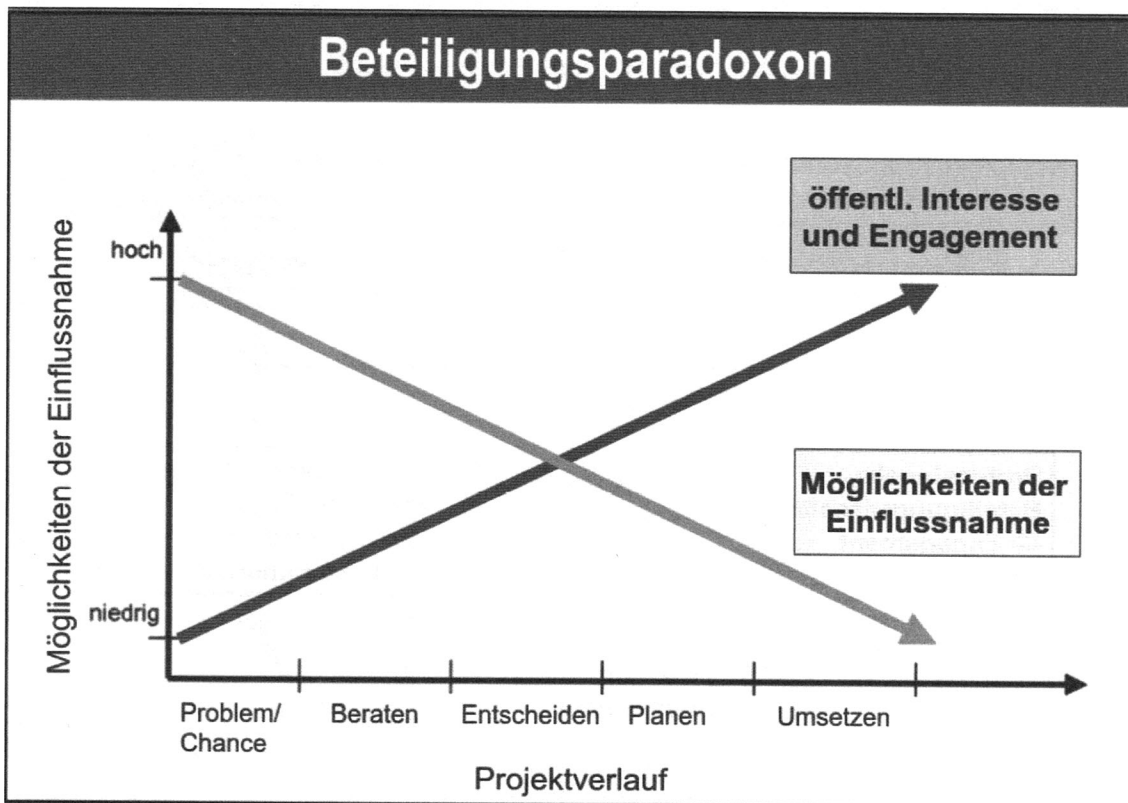 Beteiligungsparadoxon
öffentl. Interesse
und Engagement
Möglichkeiten der Einflussnahme
hoch
niedrig
Möglichkeiten der
Einflussnahme
Problem/
Chance
Beraten
Entscheiden
Planen
Umsetzen
Projektverlauf